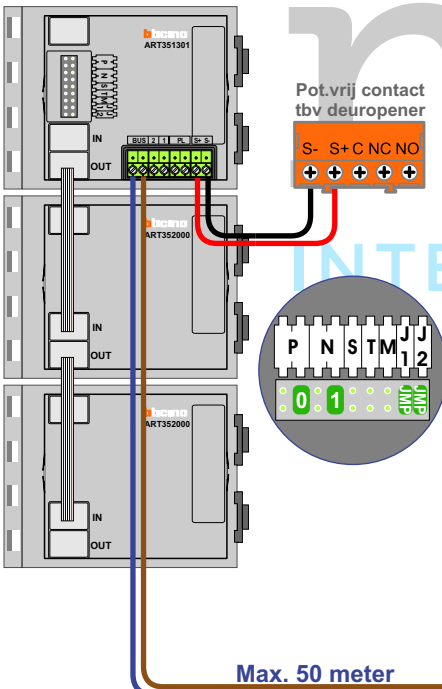 bticino
ART351301
P N S T M J1 J2
IN
OUT
BUS 2 1 PL S+ S-
Pot.vrij contact
tbv deuropener
S- S+ C NC NO
bticino
ART352000
IN
OUT
INTE
P N S T M J1 J2
0 1 JMP JMP
bticino
ART352000
IN
OUT
Max. 50 meter